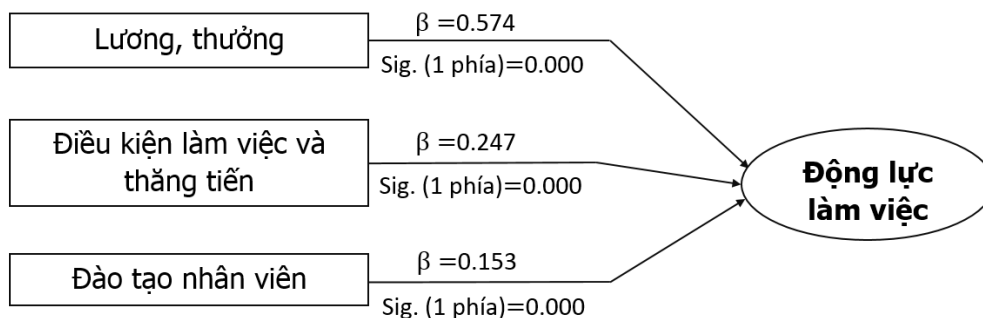 Lương, thưởng
β =0.574
Sig. (1 phía)=0.000
Điều kiện làm việc và
thăng tiến
β =0.247
Sig. (1 phía)=0.000
Động lực
làm việc
Đào tạo nhân viên
β =0.153
Sig. (1 phía)=0.000